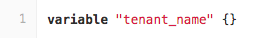 1 variable "tenant_name" {}